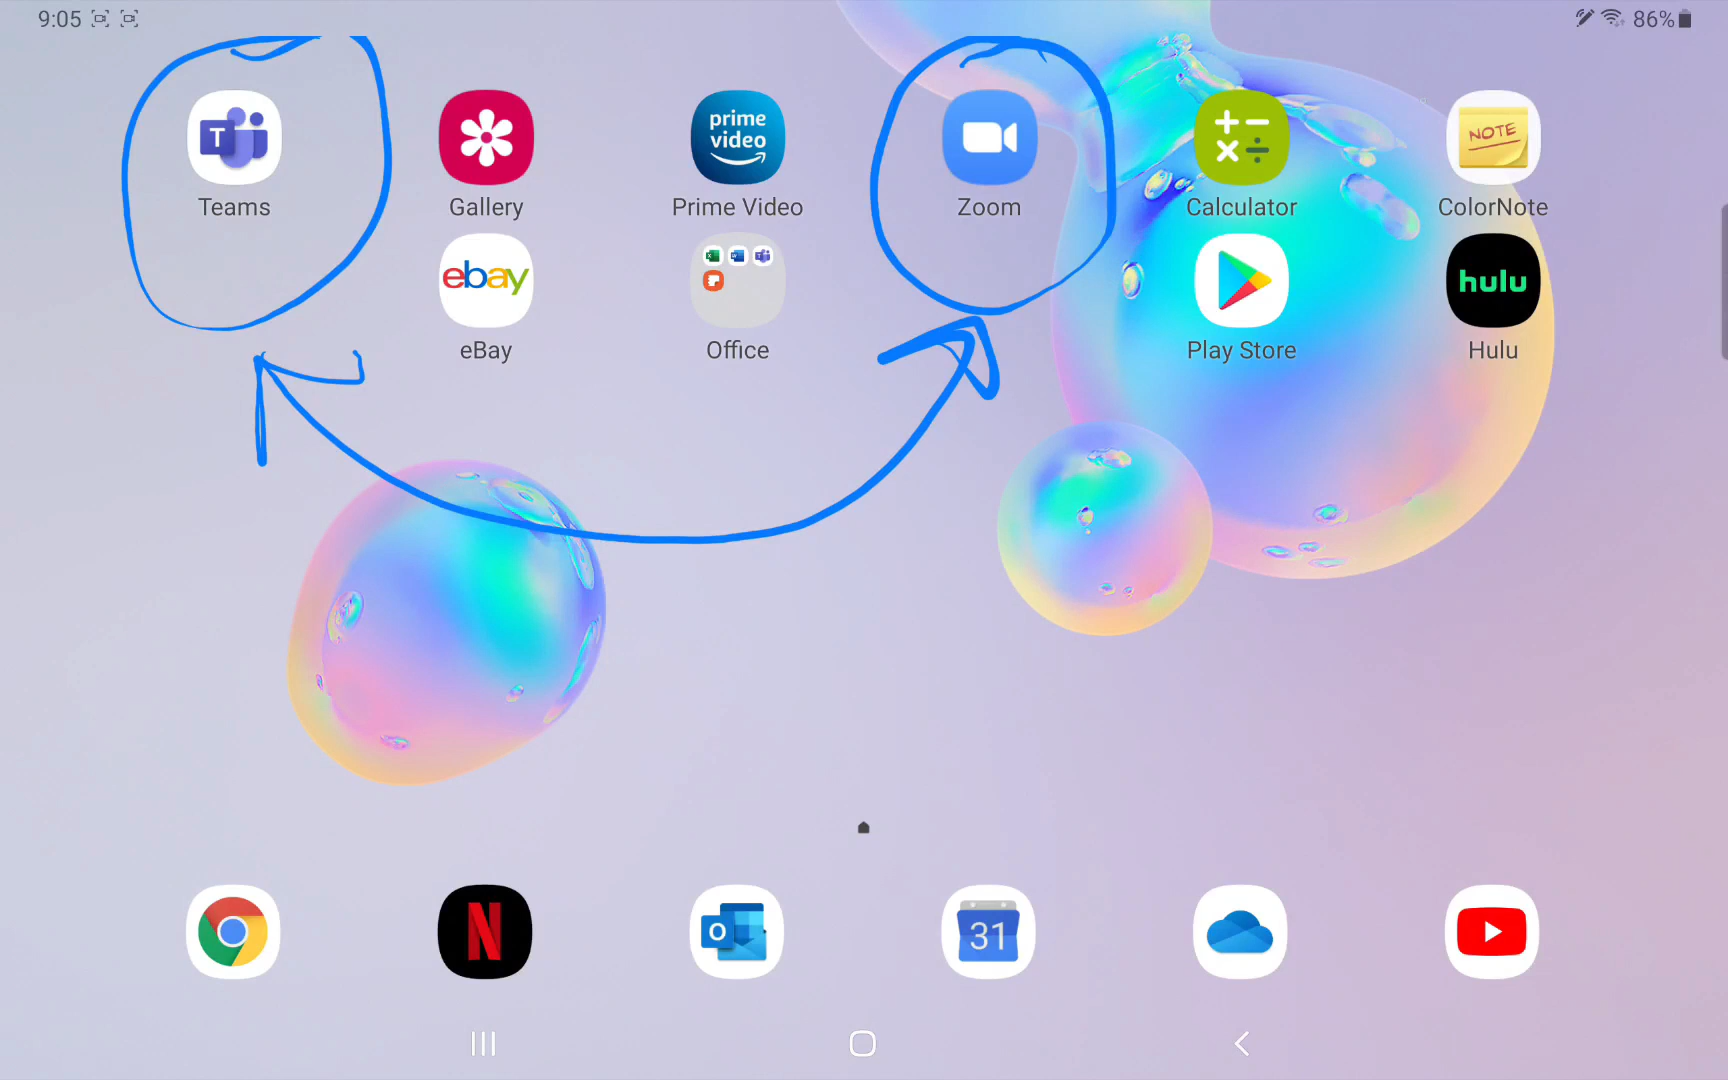 9:05 86%
T prime video NOTE
Teams Gallery Prime Video Zoom Calculator ColorNote
ebay hulu
eBay Office Play Store Hulu
N O 31